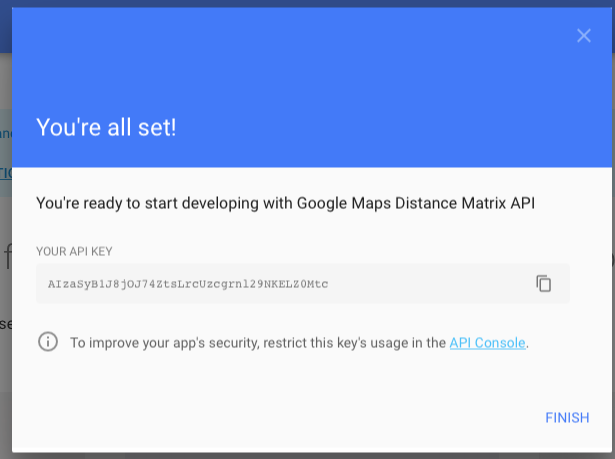 You're all set!
You're ready to start developing with Google Maps Distance Matrix API
YOUR API KEY
AIzaSyB1J8jOJ74ZtsLrcUzcgrnl29NKELZ0Mtc
To improve your app's security, restrict this key's usage in the API Console.
FINISH